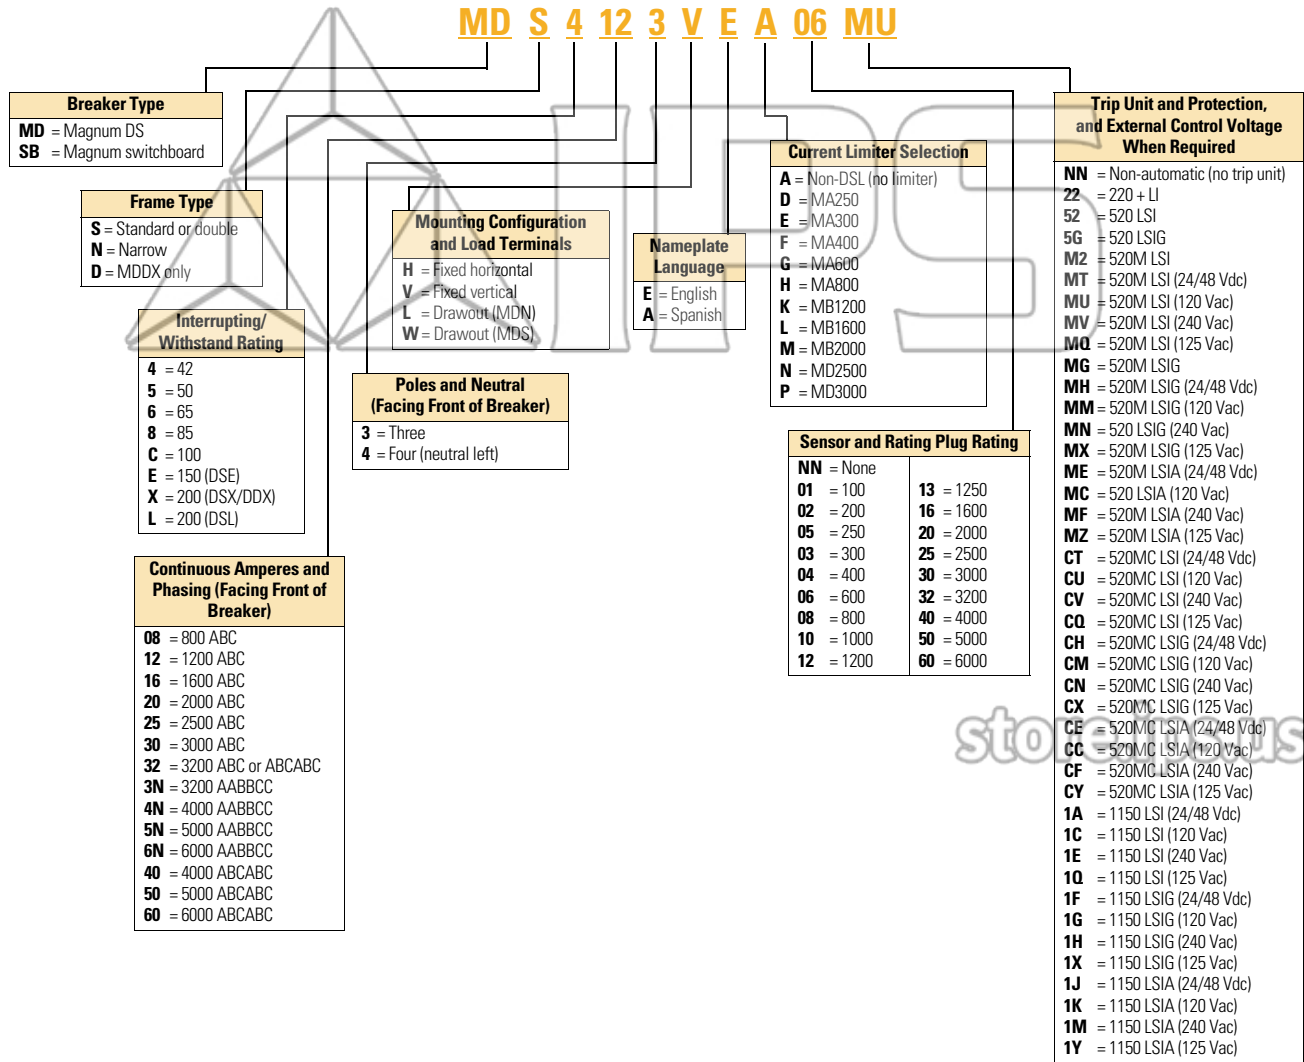 MD S 4 12 3 V E A 06 MU
Breaker Type
MD = Magnum DS
SB = Magnum switchboard
Frame Type
S = Standard or double
N = Narrow
D = MDDX only
Interrupting/
Withstand Rating
4 = 42
5 = 50
6 = 65
8 = 85
C = 100
E = 150 (DSE)
X = 200 (DSX/DDX)
L = 200 (DSL)
Continuous Amperes and
Phasing (Facing Front of
Breaker)
08 = 800 ABC
12 = 1200 ABC
16 = 1600 ABC
20 = 2000 ABC
25 = 2500 ABC
30 = 3000 ABC
32 = 3200 ABC or ABCABC
3N = 3200 AABBCC
4N = 4000 AABBCC
5N = 5000 AABBCC
6N = 6000 AABBCC
40 = 4000 ABCABC
50 = 5000 ABCABC
60 = 6000 ABCABC
Poles and Neutral
(Facing Front of Breaker)
3 = Three
4 = Four (neutral left)
Mounting Configuration
and Load Terminals
H = Fixed horizontal
V = Fixed vertical
L = Drawout (MDN)
W = Drawout (MDS)
Nameplate
Language
E = English
A = Spanish
Current Limiter Selection
A = Non-DSL (no limiter)
D = MA250
E = MA300
F = MA400
G = MA600
H = MA800
K = MB1200
L = MB1600
M = MB2000
N = MD2500
P = MD3000
Sensor and Rating Plug Rating
NN = None
01 = 100
02 = 200
05 = 250
03 = 300
04 = 400
06 = 600
08 = 800
10 = 1000
12 = 1200
13 = 1250
16 = 1600
20 = 2000
25 = 2500
30 = 3000
32 = 3200
40 = 4000
50 = 5000
60 = 6000
Trip Unit and Protection,
and External Control Voltage
When Required
NN = Non-automatic (no trip unit)
22 = 220 + LI
52 = 520 LSI
5G = 520 LSIG
M2 = 520M LSI
MT = 520M LSI (24/48 Vdc)
MU = 520M LSI (120 Vac)
MV = 520M LSI (240 Vac)
MQ = 520M LSI (125 Vac)
MG = 520M LSIG
MH = 520M LSIG (24/48 Vdc)
MM = 520M LSIG (120 Vac)
MN = 520 LSIG (240 Vac)
MX = 520M LSIG (125 Vac)
ME = 520M LSIA (24/48 Vdc)
MC = 520 LSIA (120 Vac)
MF = 520M LSIA (240 Vac)
MZ = 520M LSIA (125 Vac)
CT = 520MC LSI (24/48 Vdc)
CU = 520MC LSI (120 Vac)
CV = 520MC LSI (240 Vac)
CQ = 520MC LSI (125 Vac)
CH = 520MC LSIG (24/48 Vdc)
CM = 520MC LSIG (120 Vac)
CN = 520MC LSIG (240 Vac)
CX = 520MC LSIG (125 Vac)
CE = 520MC LSIA (24/48 Vdc)
CC = 520MC LSIA (120 Vac)
CF = 520MC LSIA (240 Vac)
CY = 520MC LSIA (125 Vac)
1A = 1150 LSI (24/48 Vdc)
1C = 1150 LSI (120 Vac)
1E = 1150 LSI (240 Vac)
1Q = 1150 LSI (125 Vac)
1F = 1150 LSIG (24/48 Vdc)
1G = 1150 LSIG (120 Vac)
1H = 1150 LSIG (240 Vac)
1X = 1150 LSIG (125 Vac)
1J = 1150 LSIA (24/48 Vdc)
1K = 1150 LSIA (120 Vac)
1M = 1150 LSIA (240 Vac)
1Y = 1150 LSIA (125 Vac)
IPS
store.ips.us